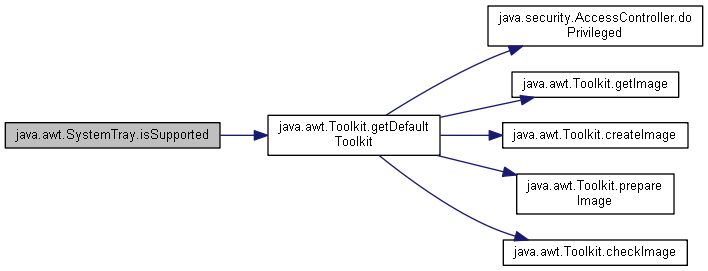 java.awt.SystemTray.isSupported
java.awt.Toolkit.getDefault
Toolkit
java.security.AccessController.do
Privileged
java.awt.Toolkit.getImage
java.awt.Toolkit.createImage
java.awt.Toolkit.prepare
Image
java.awt.Toolkit.checkImage